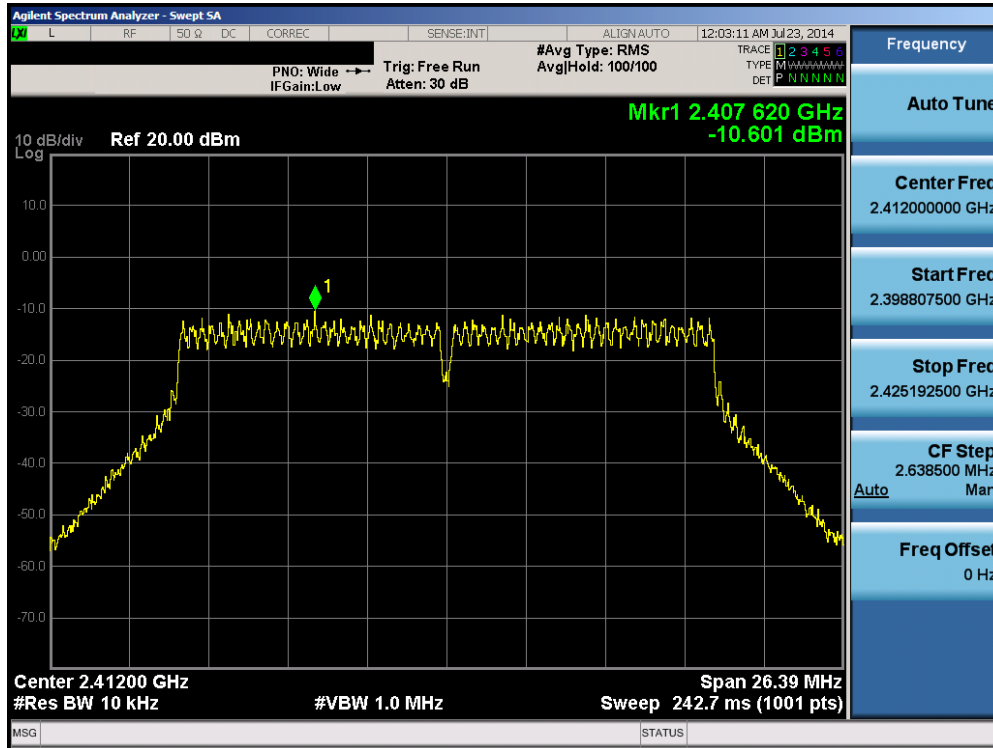 Agilent Spectrum Analyzer - Swept SA
LXI L RF 50 Ω DC CORREC SENSE:INT ALIGN AUTO 12:03:11 AM Jul 23, 2014
PNO: Wide
IFGain:Low
Trig: Free Run
Atten: 30 dB
#Avg Type: RMS
Avg|Hold: 100/100
TRACE 1 2 3 4 5 6
TYPE M
DET P N N N N N
Mkr1 2.407 620 GHz
-10.601 dBm
10 dB/div Ref 20.00 dBm
Log
10.0
0.00
1
-10.0
-20.0
-30.0
-40.0
-50.0
-60.0
-70.0
Center 2.41200 GHz Span 26.39 MHz
#Res BW 10 kHz #VBW 1.0 MHz Sweep 242.7 ms (1001 pts)
MSG STATUS
Frequency
Auto Tune
Center Freq
2.412000000 GHz
Start Freq
2.398807500 GHz
Stop Freq
2.425192500 GHz
CF Step
2.638500 MHz
Auto Man
Freq Offset
0 Hz